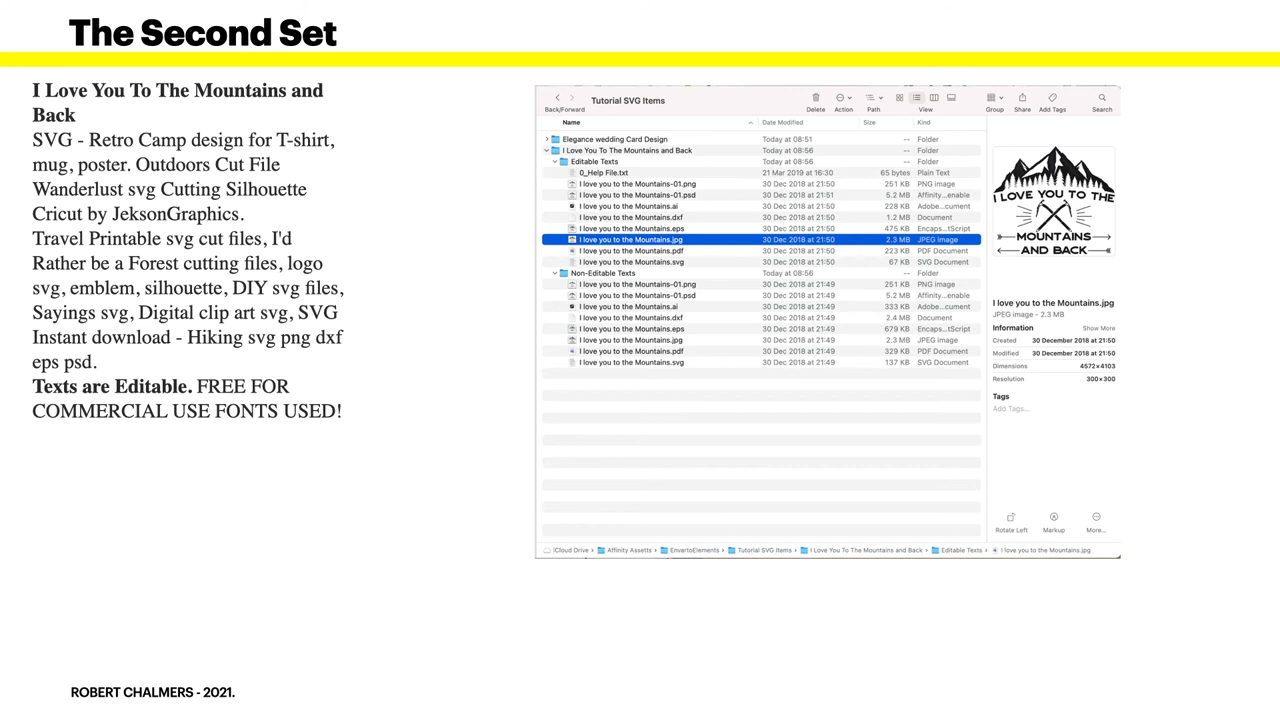 The Second Set
I Love You To The Mountains and
Back
SVG - Retro Camp design for T-shirt,
mug, poster. Outdoors Cut File
Wanderlust svg Cutting Silhouette
Cricut by JeksonGraphics.
Travel Printable svg cut files, I'd
Rather be a Forest cutting files, logo
svg, emblem, silhouette, DIY svg files,
Sayings svg, Digital clip art svg, SVG
Instant download - Hiking svg png dxf
eps psd.
Texts are Editable. FREE FOR
COMMERCIAL USE FONTS USED!
Tutorial SVG Items
Back/Forward Delete Action Path View Group Share Add Tags Search
Name Date Modified Size Kind
Elegance wedding Card Design Today at 08:51 -- Folder
I Love You To The Mountains and Back Today at 08:56 -- Folder
Editable Texts Today at 08:56 -- Folder
0_Help File.txt 21 Mar 2019 at 16:30 65 bytes Plain Text
I love you to the Mountains-01.png 30 Dec 2018 at 21:50 251 KB PNG image
I love you to the Mountains-01.psd 30 Dec 2018 at 21:50 5.2 MB Affinity...enable
I love you to the Mountains.ai 30 Dec 2018 at 21:50 228 KB Adobe...cument
I love you to the Mountains.dxf 30 Dec 2018 at 21:50 1.2 MB Document
I love you to the Mountains.eps 30 Dec 2018 at 21:50 475 KB Encaps...tScript
I love you to the Mountains.jpg 30 Dec 2018 at 21:50 2.3 MB JPEG image
I love you to the Mountains.pdf 30 Dec 2018 at 21:50 223 KB PDF Document
I love you to the Mountains.svg 30 Dec 2018 at 21:50 67 KB SVG Document
Non-Editable Texts Today at 08:56 -- Folder
I love you to the Mountains-01.png 30 Dec 2018 at 21:49 251 KB PNG image
I love you to the Mountains-01.psd 30 Dec 2018 at 21:49 5.2 MB Affinity...enable
I love you to the Mountains.ai 30 Dec 2018 at 21:49 333 KB Adobe...cument
I love you to the Mountains.dxf 30 Dec 2018 at 21:49 2.4 MB Document
I love you to the Mountains.eps 30 Dec 2018 at 21:49 679 KB Encaps...tScript
I love you to the Mountains.jpg 30 Dec 2018 at 21:49 2.3 MB JPEG image
I love you to the Mountains.pdf 30 Dec 2018 at 21:49 329 KB PDF Document
I love you to the Mountains.svg 30 Dec 2018 at 21:49 137 KB SVG Document
I LOVE YOU TO THE
MOUNTAINS
AND BACK
I love you to the Mountains.jpg
JPEG image - 2.3 MB
Information Show More
Created 30 December 2018 at 21:50
Modified 30 December 2018 at 21:50
Dimensions 4572×4103
Resolution 300×300
Tags
Add Tags...
Rotate Left Markup More...
iCloud Drive › Affinity Assetts › EnvartoElements › Tutorial SVG Items › I Love You To The Mountains and Back › Editable Texts › I love you to the Mountains.jpg
ROBERT CHALMERS - 2021.